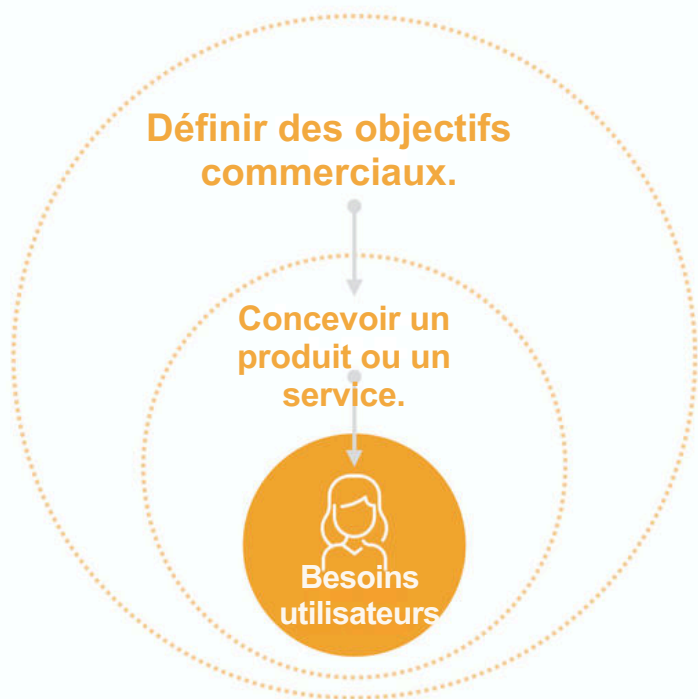 Définir des objectifs
commerciaux.
Concevoir un
produit ou un
service.
Besoins
utilisateurs